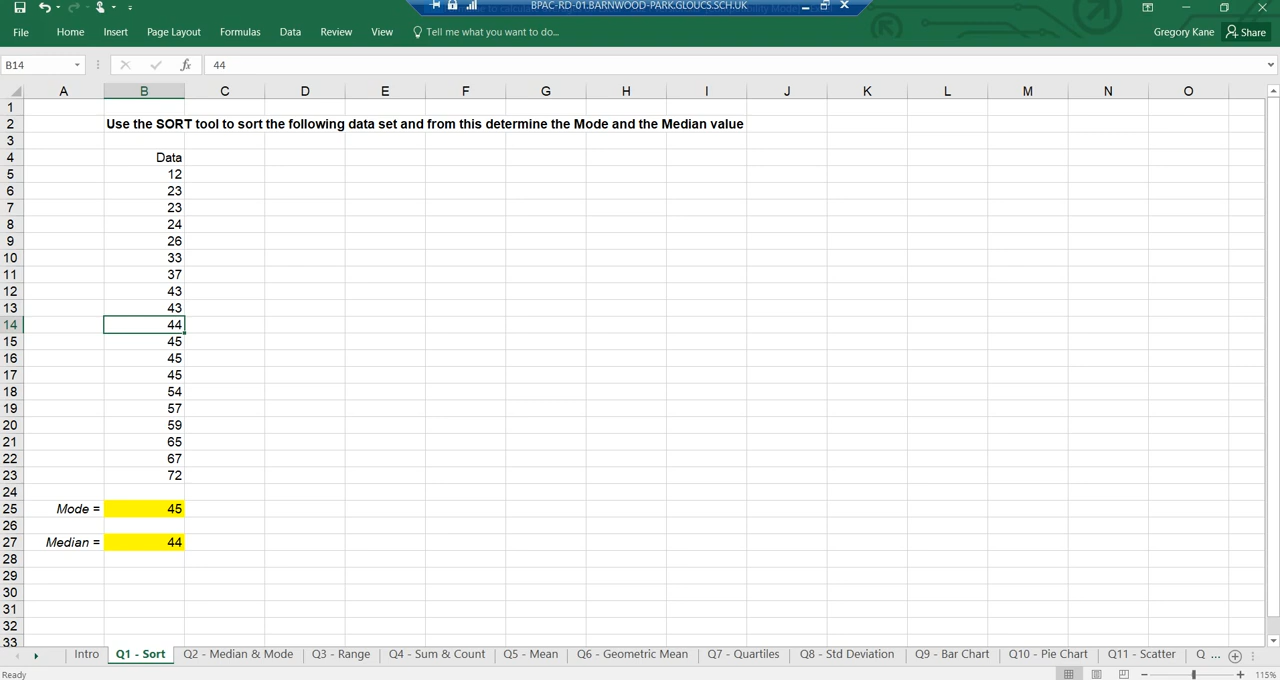 BPAC-RD-01.BARNWOOD-PARK.GLOUCS.SCH.UK
File Home Insert Page Layout Formulas Data Review View Tell me what you want to do... Gregory Kane Share
B14 fx 44
A B C D E F G H I J K L M N O
1
2 Use the SORT tool to sort the following data set and from this determine the Mode and the Median value
3
4 Data
5 12
6 23
7 23
8 24
9 26
10 33
11 37
12 43
13 43
14 44
15 45
16 45
17 45
18 54
19 57
20 59
21 65
22 67
23 72
24
25 Mode = 45
26
27 Median = 44
28
29
30
31
32
33
Intro Q1 - Sort Q2 - Median & Mode Q3 - Range Q4 - Sum & Count Q5 - Mean Q6 - Geometric Mean Q7 - Quartiles Q8 - Std Deviation Q9 - Bar Chart Q10 - Pie Chart Q11 - Scatter Q ...
Ready 115%